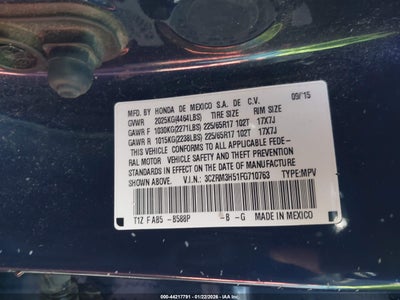 MFD. BY HONDA DE MEXICO S.A. DE C.V. 09/15
GVWR 2025KG(4464LBS) TIRE SIZE RIM SIZE
GAWR F 1030KG(2271LBS) 225/65R17 102T 17X7J
GAWR R 1015KG(2238LBS) 225/65R17 102T 17X7J
THIS VEHICLE CONFORMS TO ALL APPLICABLE FEDE-
RAL MOTOR VEHICLE SAFETY AND THEFT PREVENTION
STANDARDS IN EFFECT ON THE DATE OF MANUFACTURE
SHOWN ABOVE. V.I.N.: 3CZRM3H51FG710763 TYPE:MPV
T1Z FAB5 -B588P -B -G MADE IN MEXICO
000-44217791 - 01/22/2026 - IAA Inc.